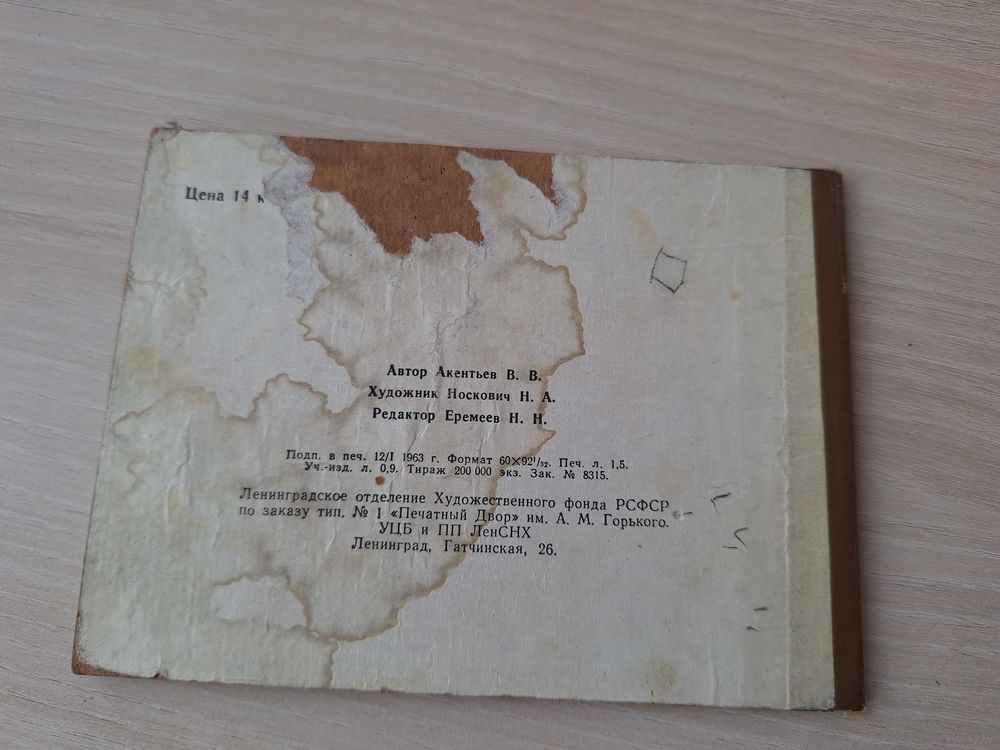 Цена 14 к
Автор Акентьев В. В.
Художник Носкович Н. А.
Редактор Еремеев Н. Н.
Подп. в печ. 12/I 1963 г. Формат 60×92¹/₃₂. Печ. л. 1,5.
Уч.-изд. л. 0,9. Тираж 200 000 экз. Зак. № 8315.
Ленинградское отделение Художественного фонда РСФСР
по заказу тип. № 1 «Печатный Двор» им. А. М. Горького.
УЦБ и ПП ЛенСНХ
Ленинград, Гатчинская, 26.